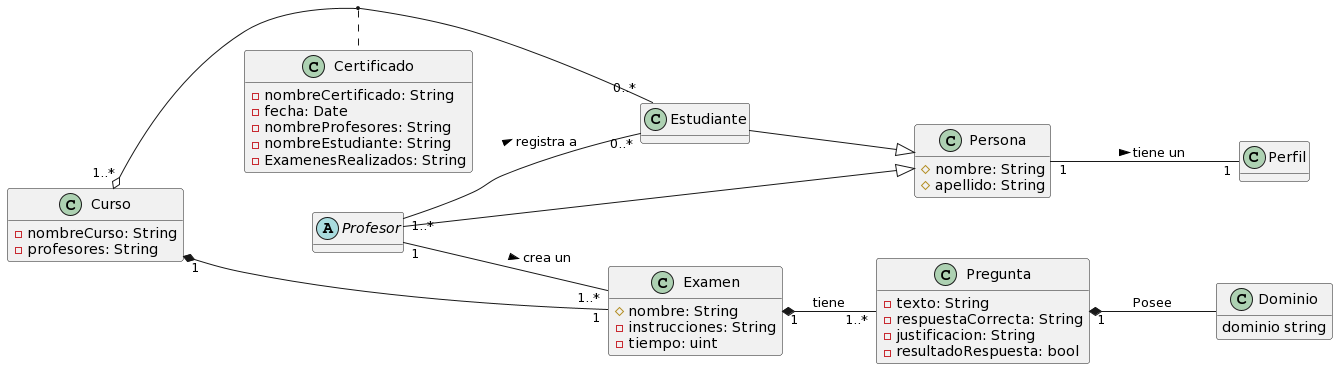 0..*
C Certificado
nombreCertificado: String
fecha: Date
nombreProfesores: String
nombreEstudiante: String
ExamenesRealizados: String
C Estudiante
0..*
registra a
C Persona
nombre: String
apellido: String
1
tiene un
1
C Perfil
1..*
C Curso
nombreCurso: String
profesores: String
1
A Profesor
1..*
1
crea un
1..*
1
C Examen
nombre: String
instrucciones: String
tiempo: uint
1
tiene
1..*
C Pregunta
texto: String
respuestaCorrecta: String
justificacion: String
resultadoRespuesta: bool
1
Posee
C Dominio
dominio string